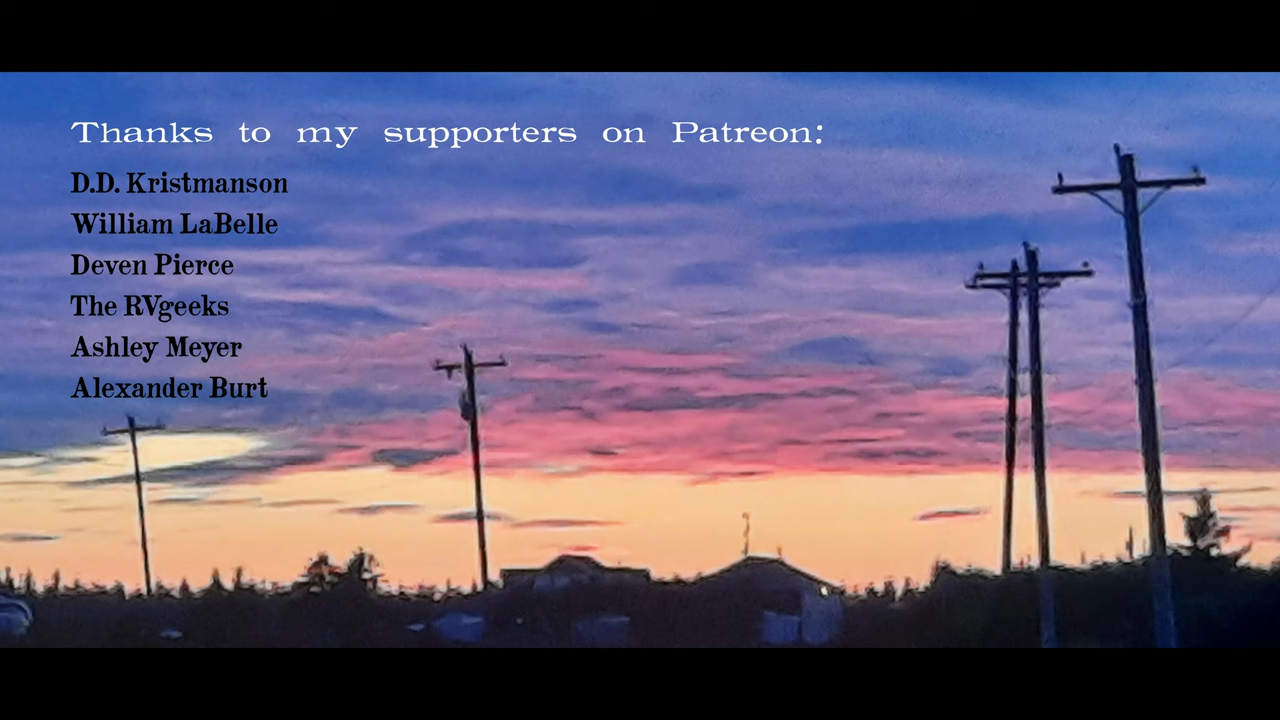 Thanks to my supporters on Patreon:
D.D. Kristmanson
William LaBelle
Deven Pierce
The RVgeeks
Ashley Meyer
Alexander Burt